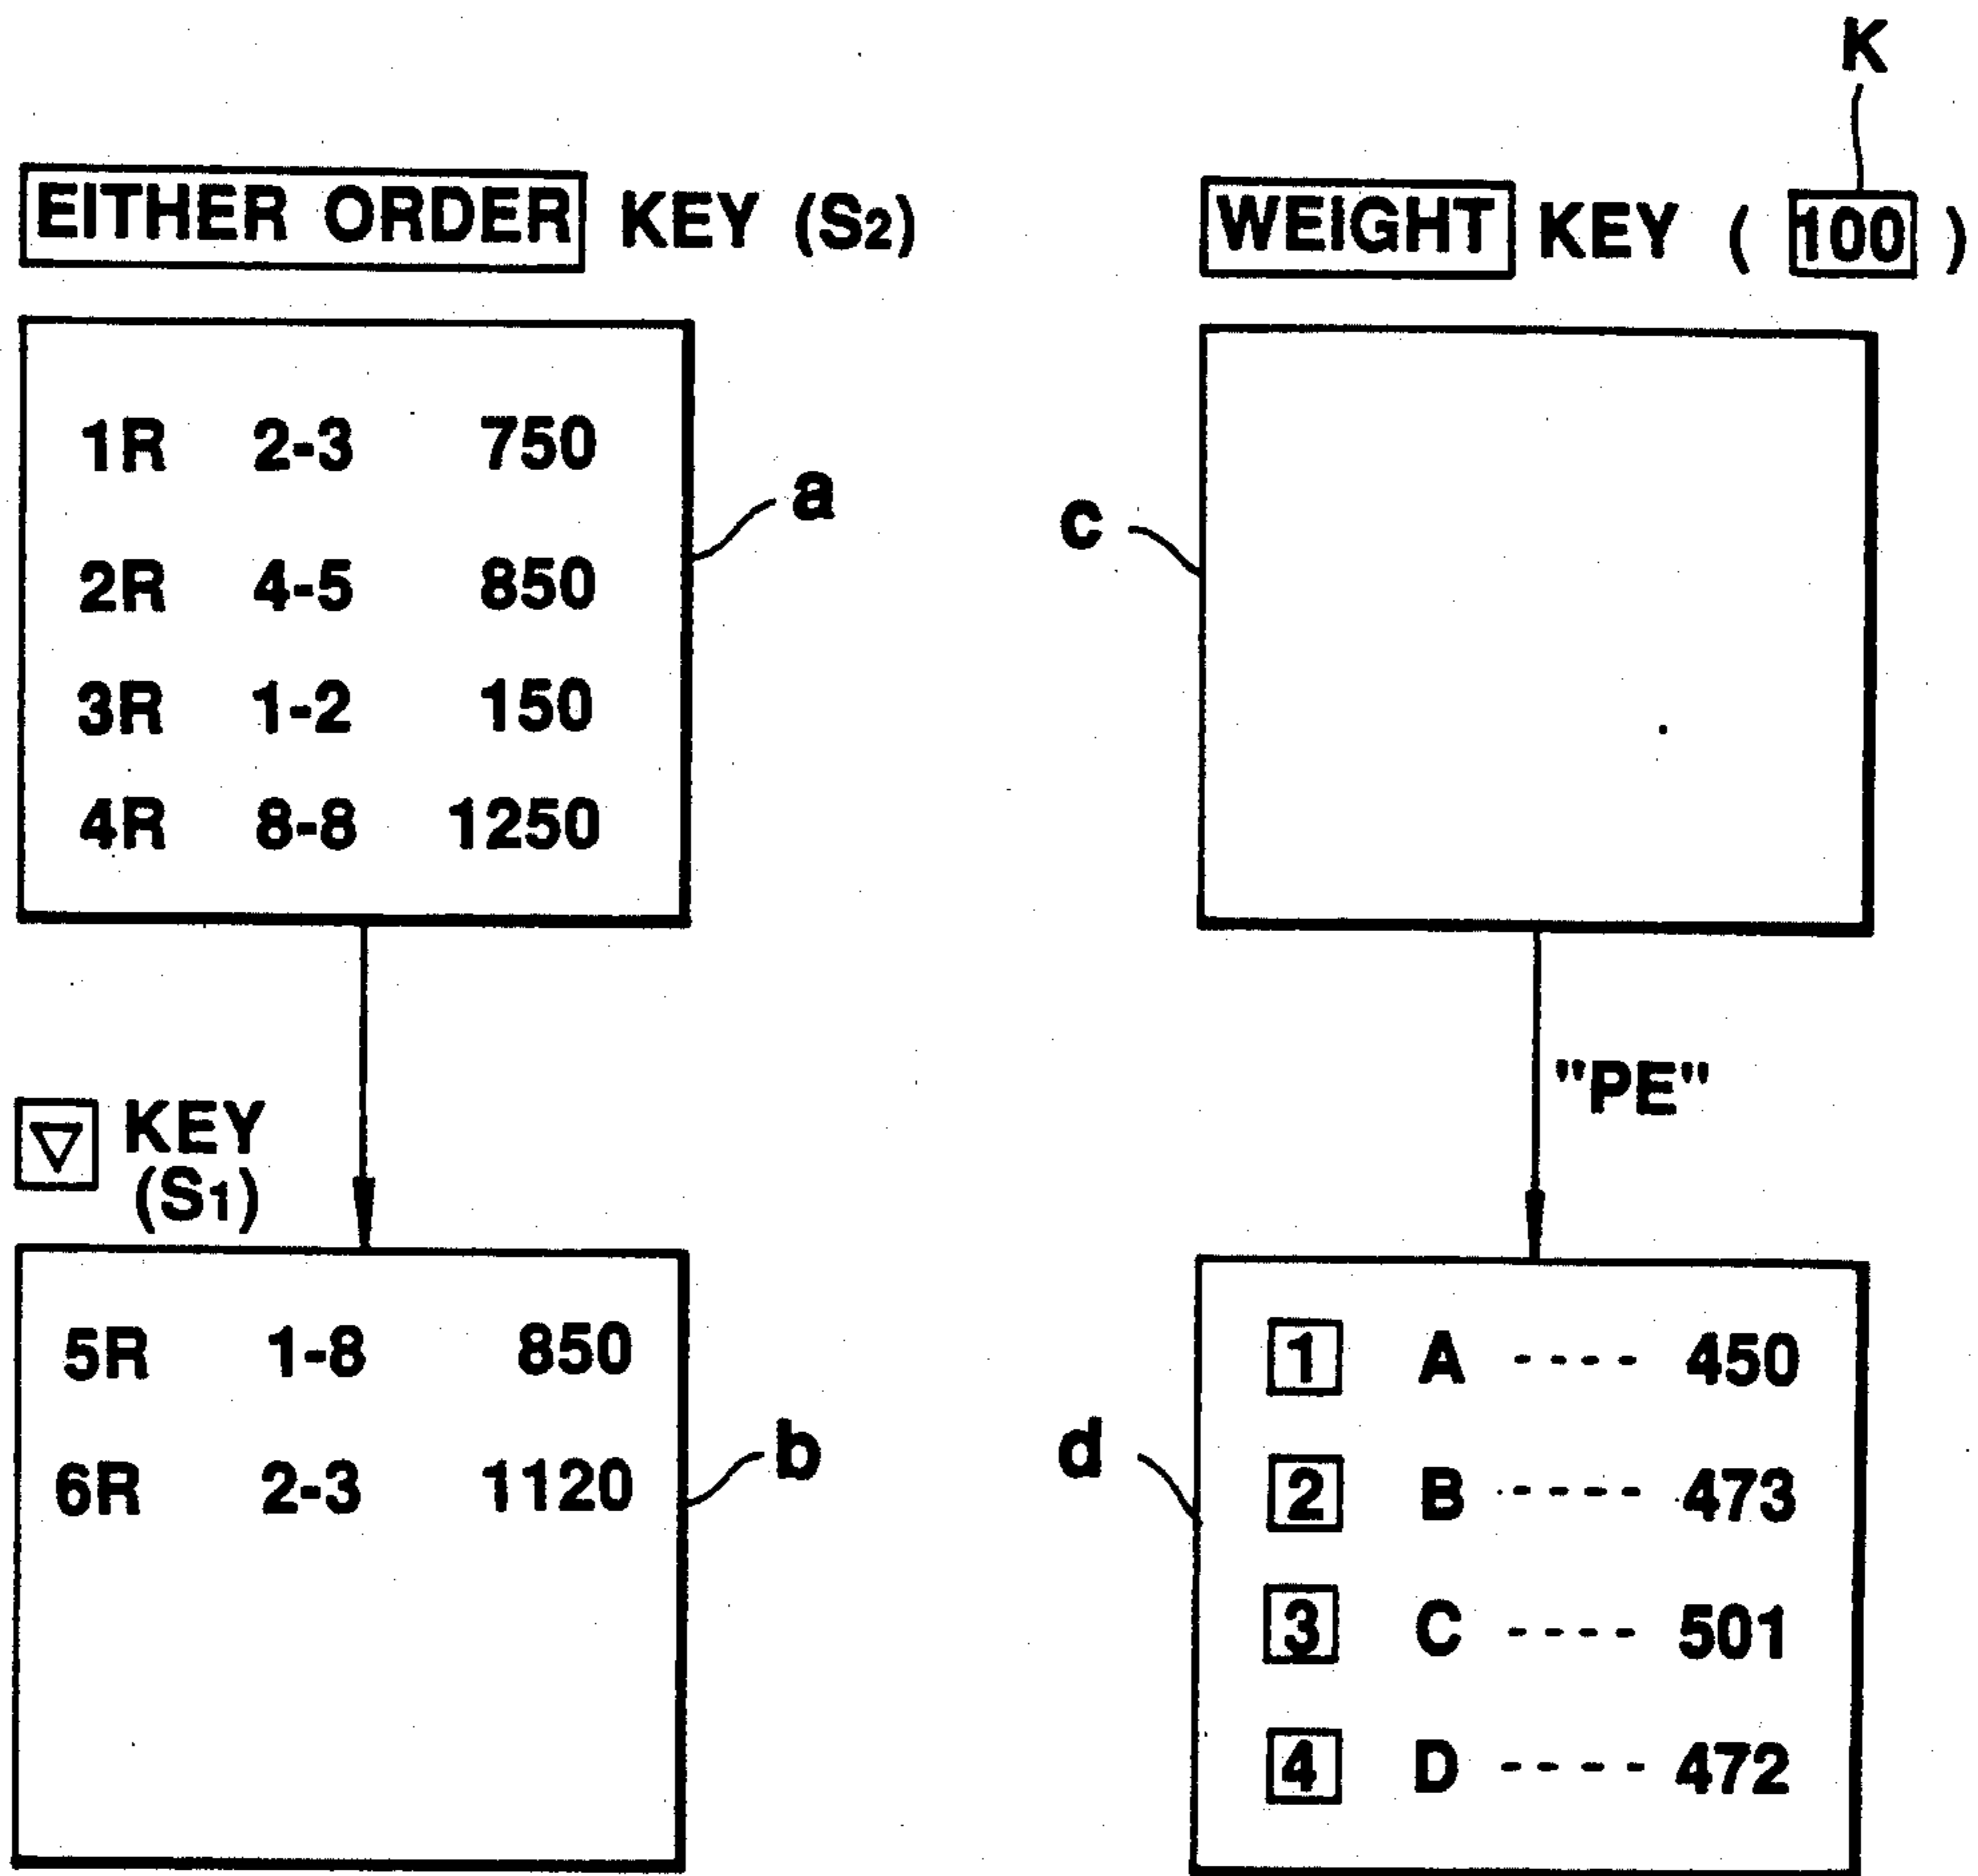 K
EITHER ORDER KEY (S2)
WEIGHT KEY ( 100 )
1R 2-3 750
2R 4-5 850
3R 1-2 150
4R 8-8 1250
a
c
▽ KEY
(S1)
"PE"
5R 1-8 850
6R 2-3 1120
b
d
1 A ---- 450
2 B ---- 473
3 C ---- 501
4 D ---- 472